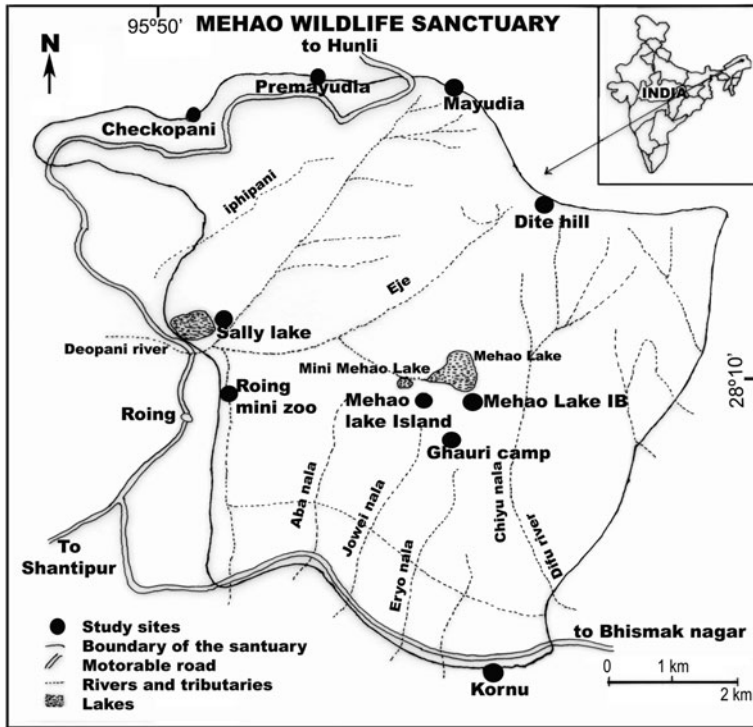 95°50'
MEHAO WILDLIFE SANCTUARY
N
to Hunli
Premayudia
Mayudia
Checkopani
INDIA
iphipani
Dite hill
Eje
Sally lake
Deopani river
Mini Mehao Lake
Mehao Lake
28°10
Roing
mini zoo
Mehao
lake Island
Mehao Lake IB
Roing
Ghauri camp
Aba nala
Jowei nala
Eryo nala
Chiyu nala
Difu river
To
Shantipur
to Bhismak nagar
Kornu
Study sites
Boundary of the santuary
Motorable road
Rivers and tributaries
Lakes
0 1 km
2 km